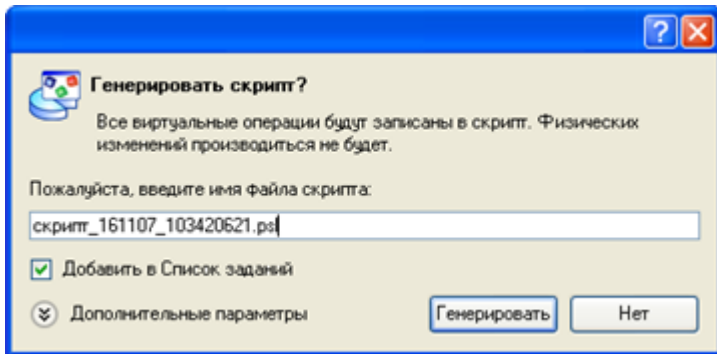 Генерировать скрипт?
Все виртуальные операции будут записаны в скрипт. Физических
изменений производиться не будет.
Пожалуйста, введите имя файла скрипта:
скрипт_161107_103420621.psl
Добавить в Список заданий
Дополнительные параметры
Генерировать
Нет